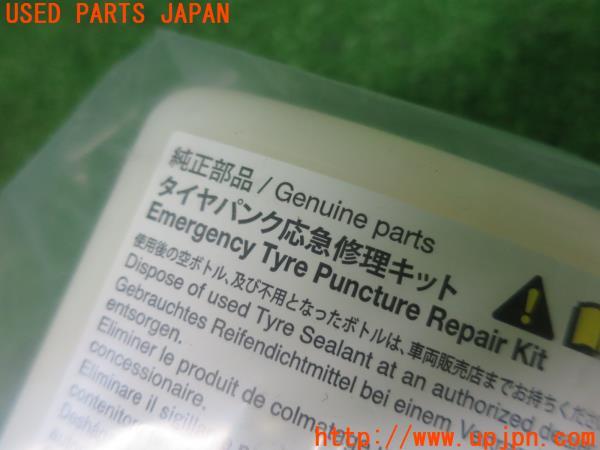 USED PARTS JAPAN
純正部品 / Genuine parts
タイヤパンク応急修理キット
Emergency Tyre Puncture Repair Kit
使用後の空ボトル、及び不用となったボトルは、車両販売店までお持ちください
Dispose of used Tyre Sealant at an authorized
Gebrauchtes Reifendichtmittel bei einem
entsorgen.
Eliminer le produit de
concessionaire.
Eliminare il
contenitore
http://www.upjpn.com